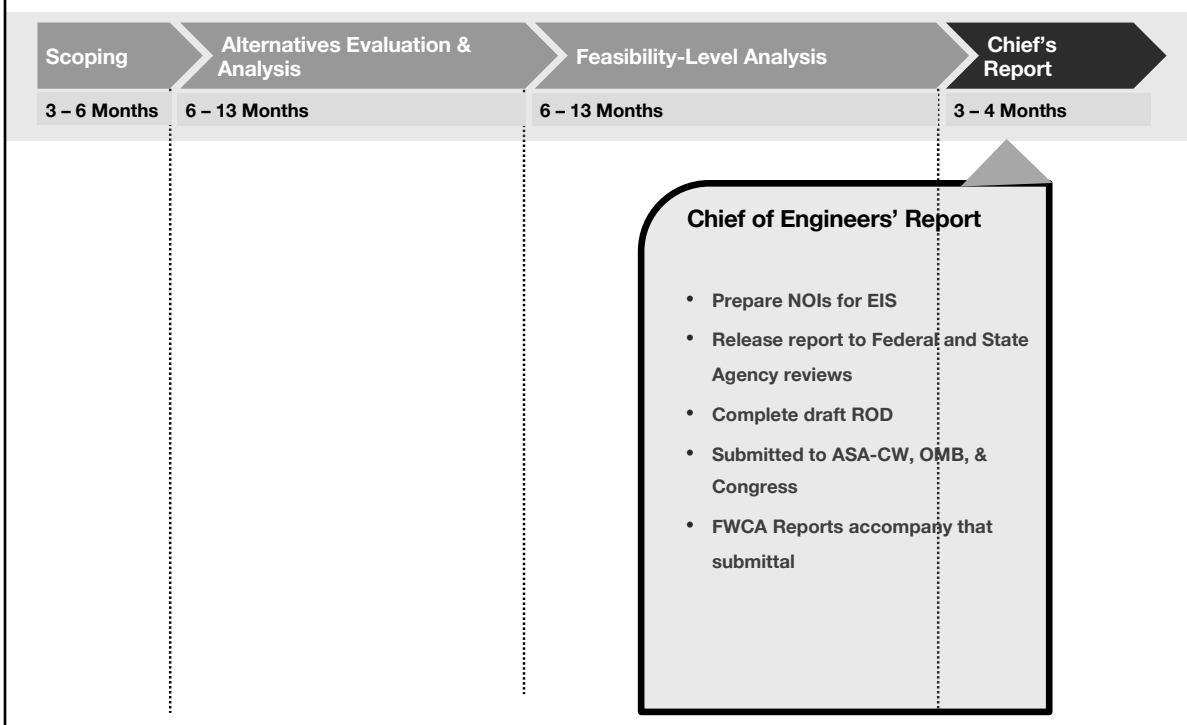 Scoping
Alternatives Evaluation &
Analysis
Feasibility-Level Analysis
Chief's
Report
3 – 6 Months
6 – 13 Months
6 – 13 Months
3 – 4 Months
Chief of Engineers’ Report
• Prepare NOIs for EIS
• Release report to Federal and State
Agency reviews
• Complete draft ROD
• Submitted to ASA-CW, OMB, &
Congress
• FWCA Reports accompany that
submittal